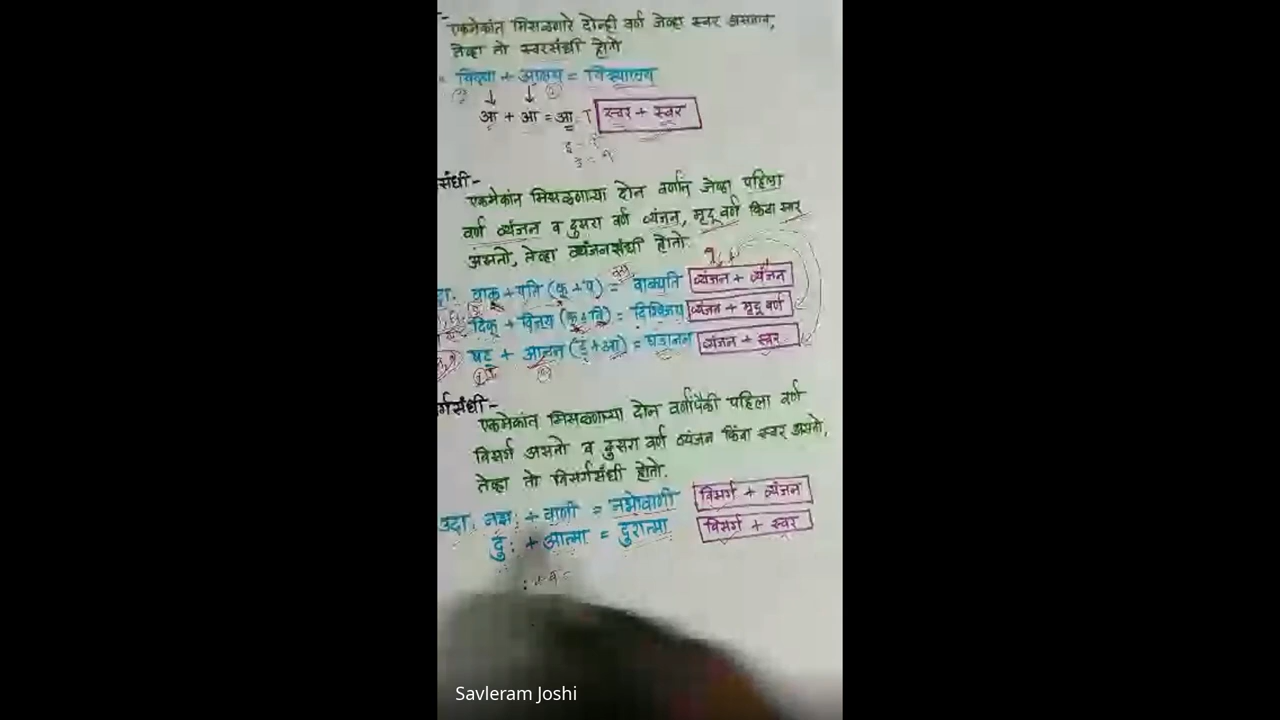 एकमेकांत मिसळणारे दोन्ही वर्ण जेव्हा स्वर असतात,
तेव्हा तो स्वरसंधी होतो
विद्या + आलय = विद्यालय
आ + आ = आ स्वर + स्वर
संधी -
एकमेकांत मिसळणाऱ्या दोन वर्णांत जेव्हा पहिला
वर्ण व्यंजन व दुसरा वर्ण व्यंजन, मृदू वर्ण किंवा स्वर
असतो, तेव्हा व्यंजनसंधी होतो.
वाक् + पति (क् + प) = वाक्पति व्यंजन + व्यंजन
दिक् + विजय = दिग्विजय व्यंजन + मृदू वर्ण
षट् + आनन (ट् + आ) = षडानन व्यंजन + स्वर
र्गसंधी -
एकमेकांत मिसळणाऱ्या दोन वर्णांपैकी पहिला वर्ण
विसर्ग असतो व दुसरा वर्ण व्यंजन किंवा स्वर असतो,
तेव्हा तो विसर्गसंधी होतो.
उदा. नभ: + वाणी = नभोवाणी विसर्ग + व्यंजन
दु: + आत्मा = दुरात्मा विसर्ग + स्वर
Savleram Joshi